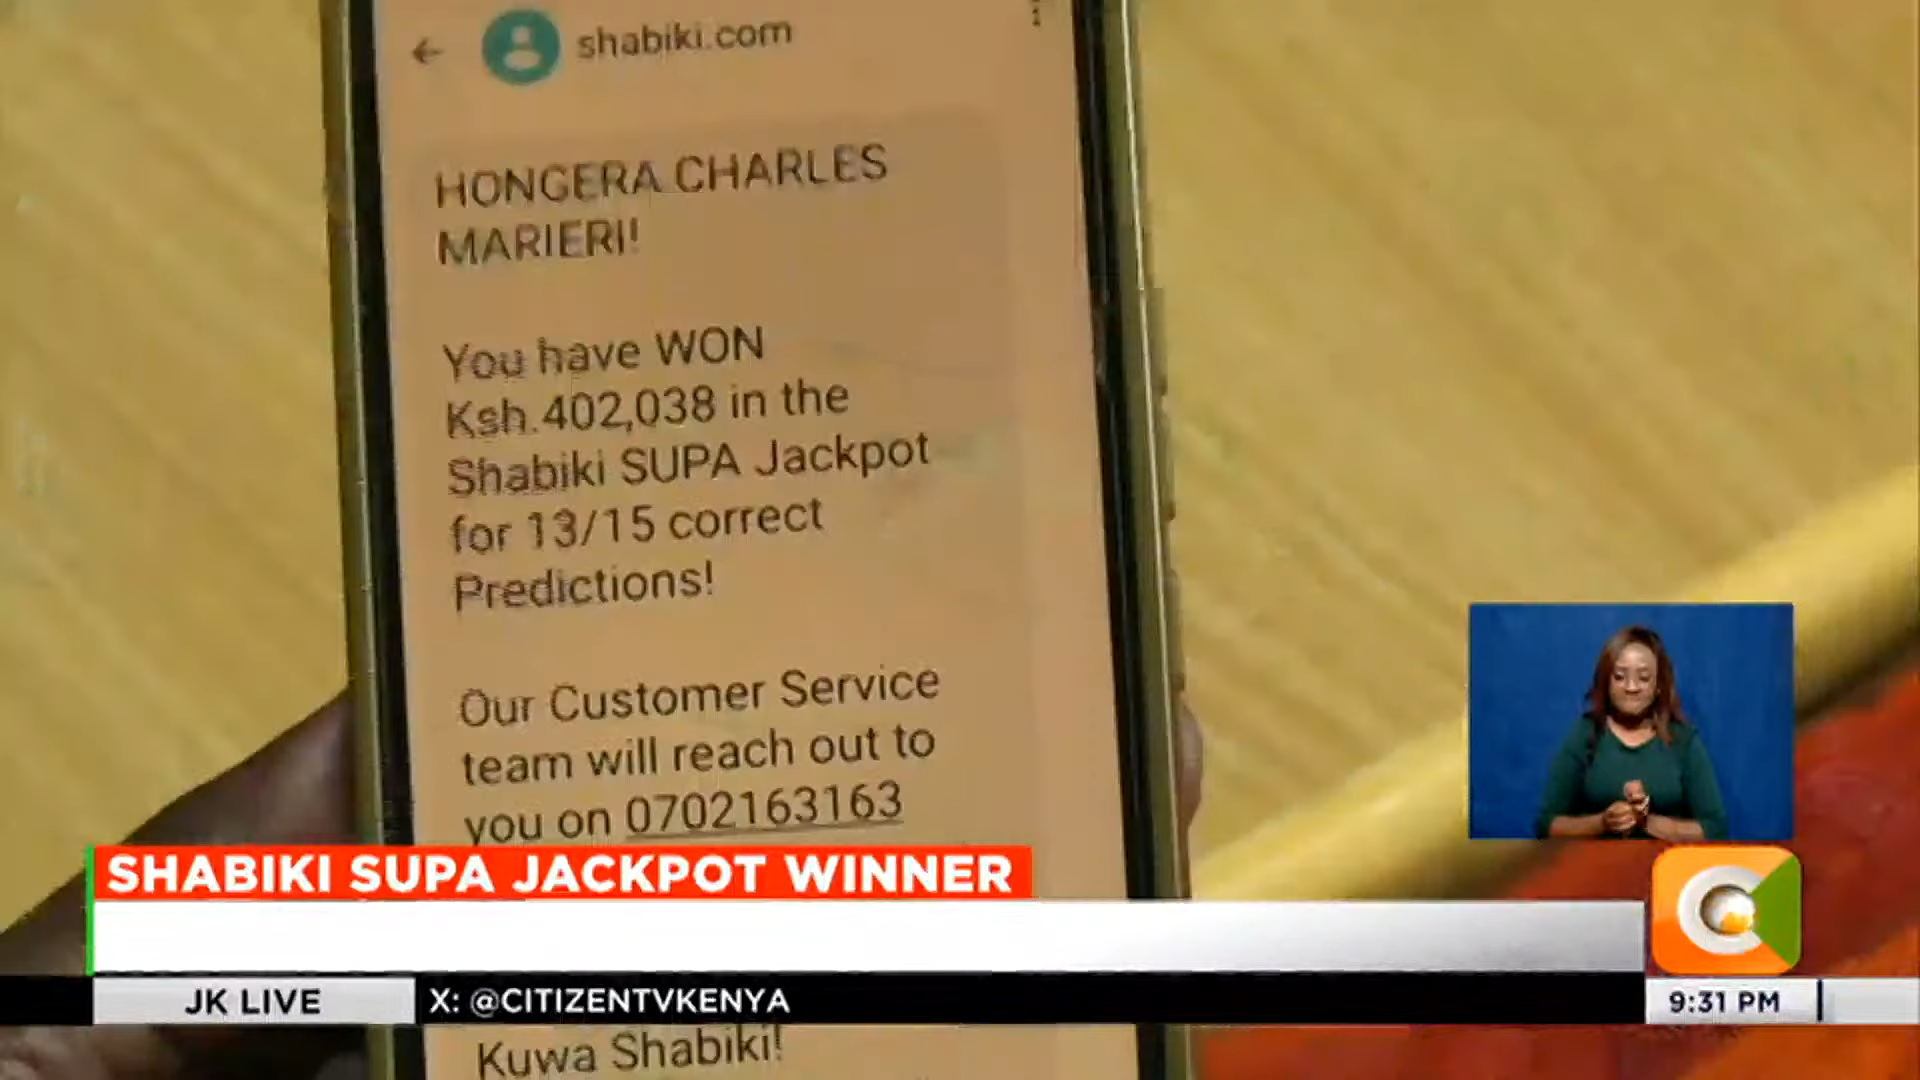 shabiki.com
HONGERA CHARLES
MARIERI!
You have WON
Ksh.402,038 in the
Shabiki SUPA Jackpot
for 13/15 correct
Predictions!
Our Customer Service
team will reach out to
you on 0702163163
SHABIKI SUPA JACKPOT WINNER
JK LIVE
X: @CITIZENTVKENYA
9:31 PM
Kuwa Shabiki!